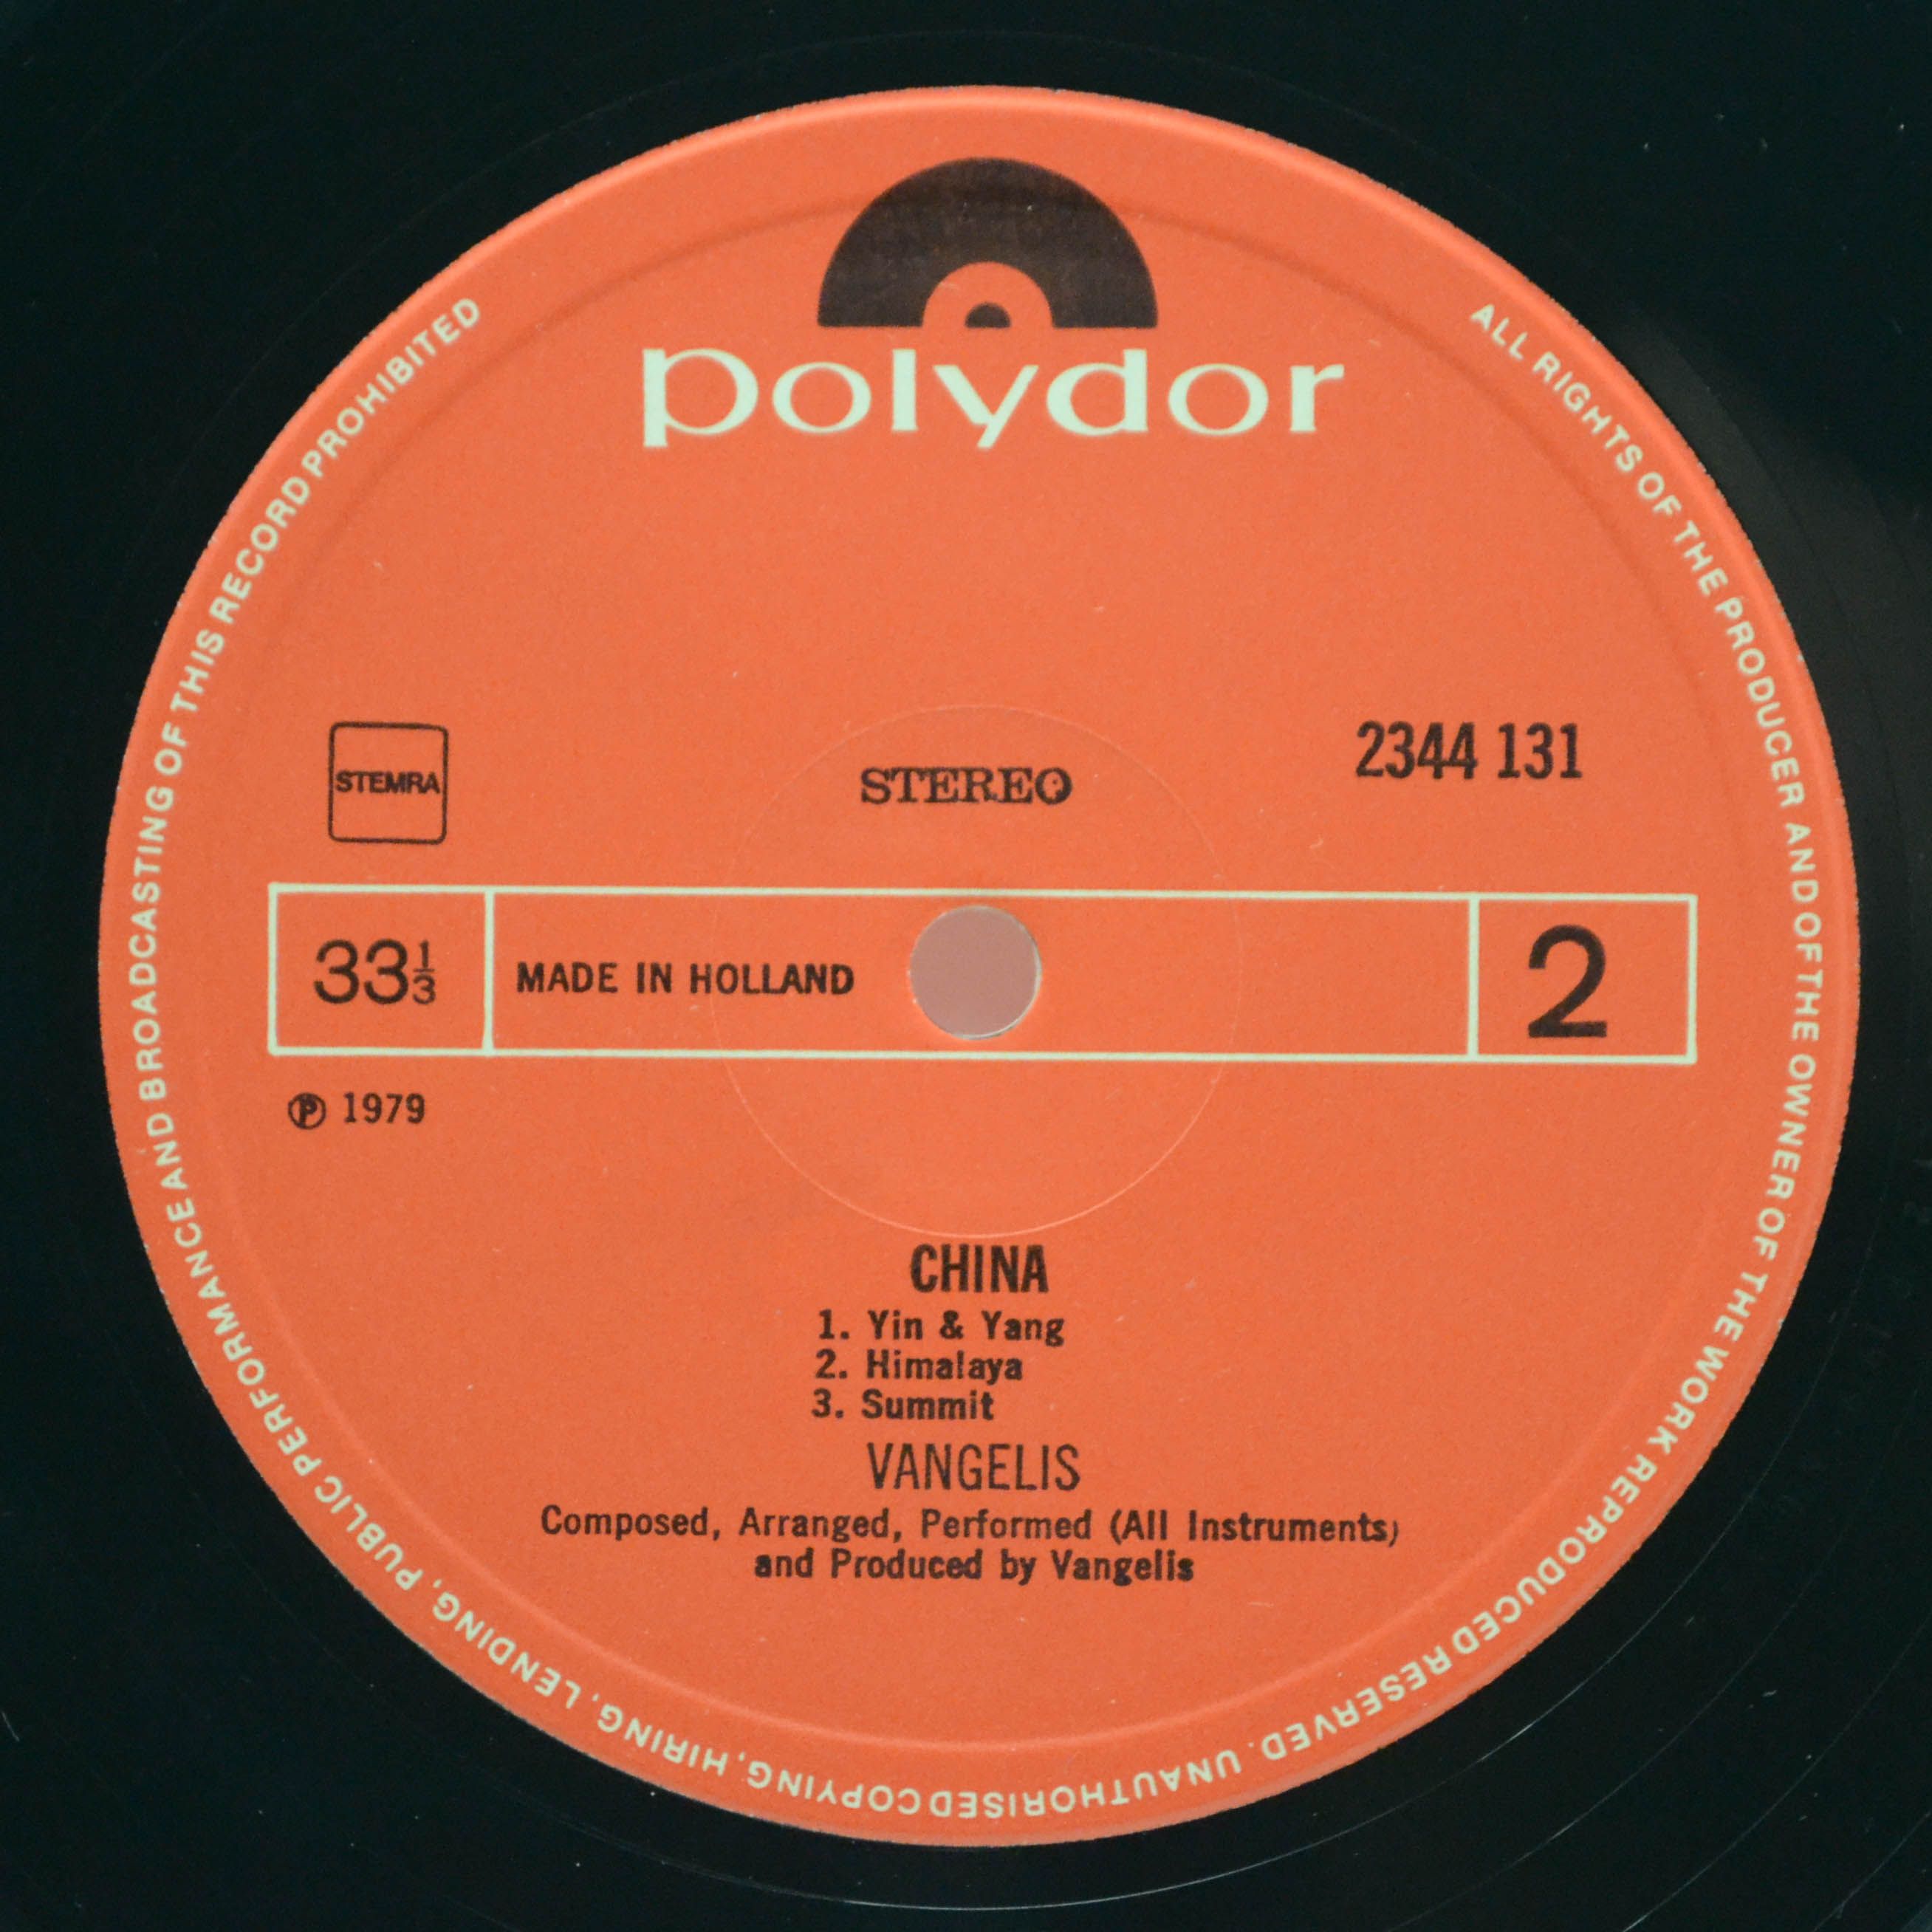 polydor
STEMRA
STEREO
2344 131
33⅓
MADE IN HOLLAND
2
℗ 1979
CHINA
1. Yin & Yang
2. Himalaya
3. Summit
VANGELIS
Composed, Arranged, Performed (All Instruments)
and Produced by Vangelis
ALL RIGHTS OF THE PRODUCER AND OF THE OWNER OF THE WORK REPRODUCED RESERVED. UNAUTHORISED COPYING, HIRING, LENDING, PUBLIC PERFORMANCE AND BROADCASTING OF THIS RECORD PROHIBITED